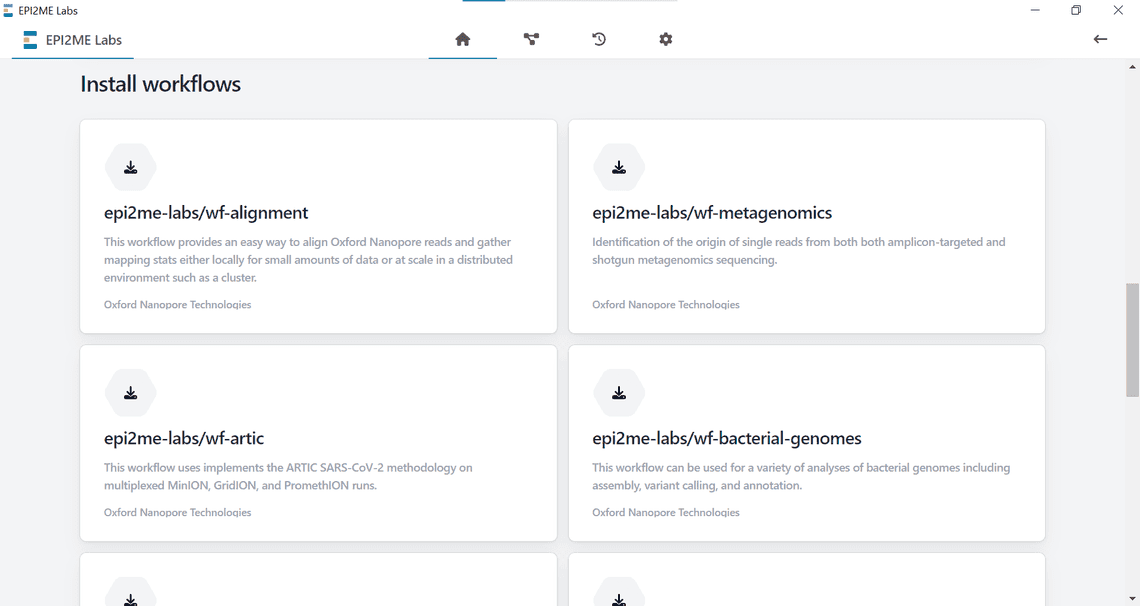 EPI2ME Labs
EPI2ME Labs
Install workflows
epi2me-labs/wf-alignment
This workflow provides an easy way to align Oxford Nanopore reads and gather
mapping stats either locally for small amounts of data or at scale in a distributed
environment such as a cluster.
Oxford Nanopore Technologies
epi2me-labs/wf-metagenomics
Identification of the origin of single reads from both both amplicon-targeted and
shotgun metagenomics sequencing.
Oxford Nanopore Technologies
epi2me-labs/wf-artic
This workflow uses implements the ARTIC SARS-CoV-2 methodology on
multiplexed MinION, GridION, and PromethION runs.
Oxford Nanopore Technologies
epi2me-labs/wf-bacterial-genomes
This workflow can be used for a variety of analyses of bacterial genomes including
assembly, variant calling, and annotation.
Oxford Nanopore Technologies